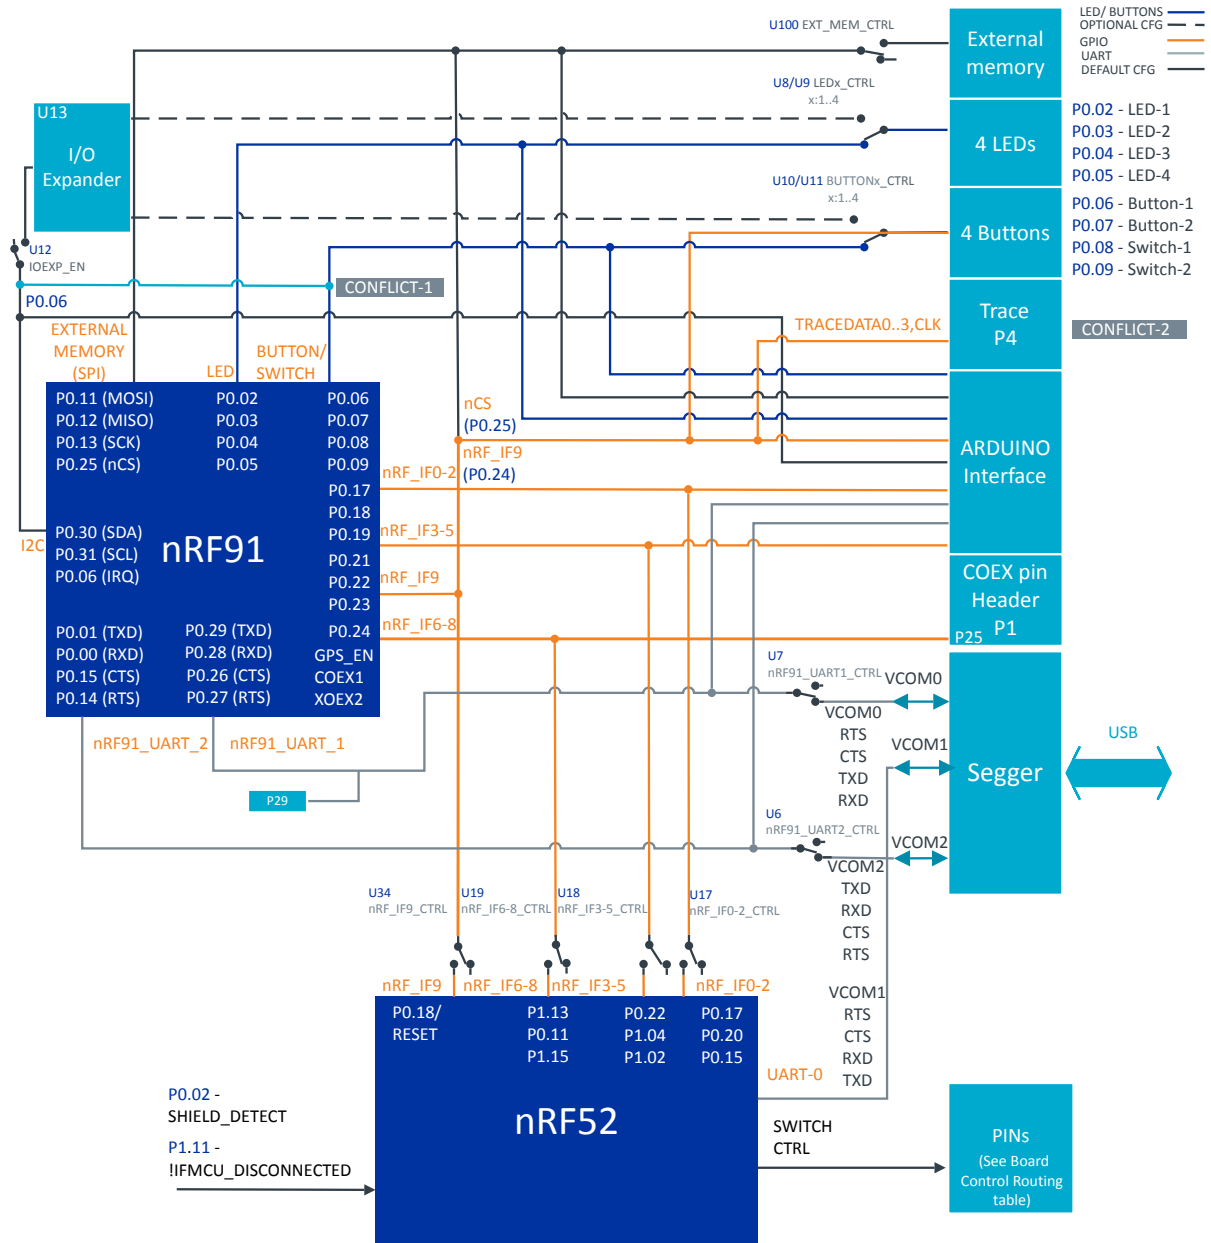 U100 EXT_MEM_CTRL
External
memory
LED/ BUTTONS
OPTIONAL CFG
GPIO
UART
DEFAULT CFG
U13
I/O
Expander
U8/U9 LEDx_CTRL
x:1..4
4 LEDs
P0.02 - LED-1
P0.03 - LED-2
P0.04 - LED-3
P0.05 - LED-4
U10/U11 BUTTONx_CTRL
x:1..4
4 Buttons
P0.06 - Button-1
P0.07 - Button-2
P0.08 - Switch-1
P0.09 - Switch-2
U12
IOEXP_EN
P0.06
CONFLICT-1
TRACEDATA0..3,CLK
Trace
P4
CONFLICT-2
EXTERNAL
MEMORY
(SPI)
LED
BUTTON/
SWITCH
P0.11 (MOSI)
P0.12 (MISO)
P0.13 (SCK)
P0.25 (nCS)
P0.02
P0.03
P0.04
P0.05
P0.06
P0.07
P0.08
P0.09
P0.17
P0.18
P0.19
P0.21
P0.22
P0.23
P0.24
GPS_EN
COEX1
XOEX2
I2C
P0.30 (SDA)
P0.31 (SCL)
P0.06 (IRQ)
nRF91
P0.01 (TXD)
P0.00 (RXD)
P0.15 (CTS)
P0.14 (RTS)
P0.29 (TXD)
P0.28 (RXD)
P0.26 (CTS)
P0.27 (RTS)
nCS
(P0.25)
nRF_IF9
(P0.24)
nRF_IF0-2
nRF_IF3-5
nRF_IF9
nRF_IF6-8
ARDUINO
Interface
COEX pin
Header
P1
P25
nRF91_UART_2
nRF91_UART_1
P29
U7
nRF91_UART1_CTRL
VCOM0
VCOM0
RTS
CTS
TXD
RXD
VCOM1
Segger
USB
U6
nRF91_UART2_CTRL
VCOM2
VCOM2
TXD
RXD
CTS
RTS
U34
nRF_IF9_CTRL
U19
nRF_IF6-8_CTRL
U18
nRF_IF3-5_CTRL
U17
nRF_IF0-2_CTRL
nRF_IF9
nRF_IF6-8
nRF_IF3-5
nRF_IF0-2
VCOM1
RTS
CTS
RXD
TXD
P0.18/
RESET
P1.13
P0.11
P1.15
P0.22
P1.04
P1.02
P0.17
P0.20
P0.15
UART-0
nRF52
P0.02 -
SHIELD_DETECT
P1.11 -
!IFMCU_DISCONNECTED
SWITCH
CTRL
PINs
(See Board
Control Routing
table)